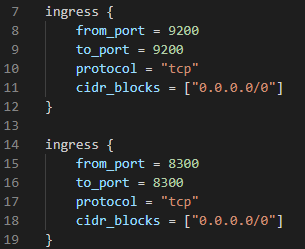 7 ingress {
8 from_port = 9200
9 to_port = 9200
10 protocol = "tcp"
11 cidr_blocks = ["0.0.0.0/0"]
12 }
13
14 ingress {
15 from_port = 8300
16 to_port = 8300
17 protocol = "tcp"
18 cidr_blocks = ["0.0.0.0/0"]
19 }